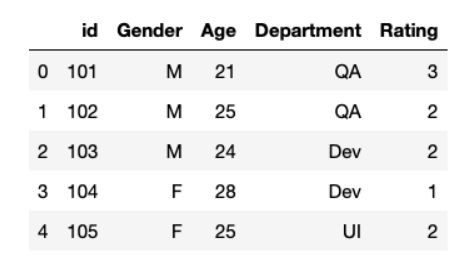 id Gender Age Department Rating
0 101 M 21 QA 3
1 102 M 25 QA 2
2 103 M 24 Dev 2
3 104 F 28 Dev 1
4 105 F 25 UI 2